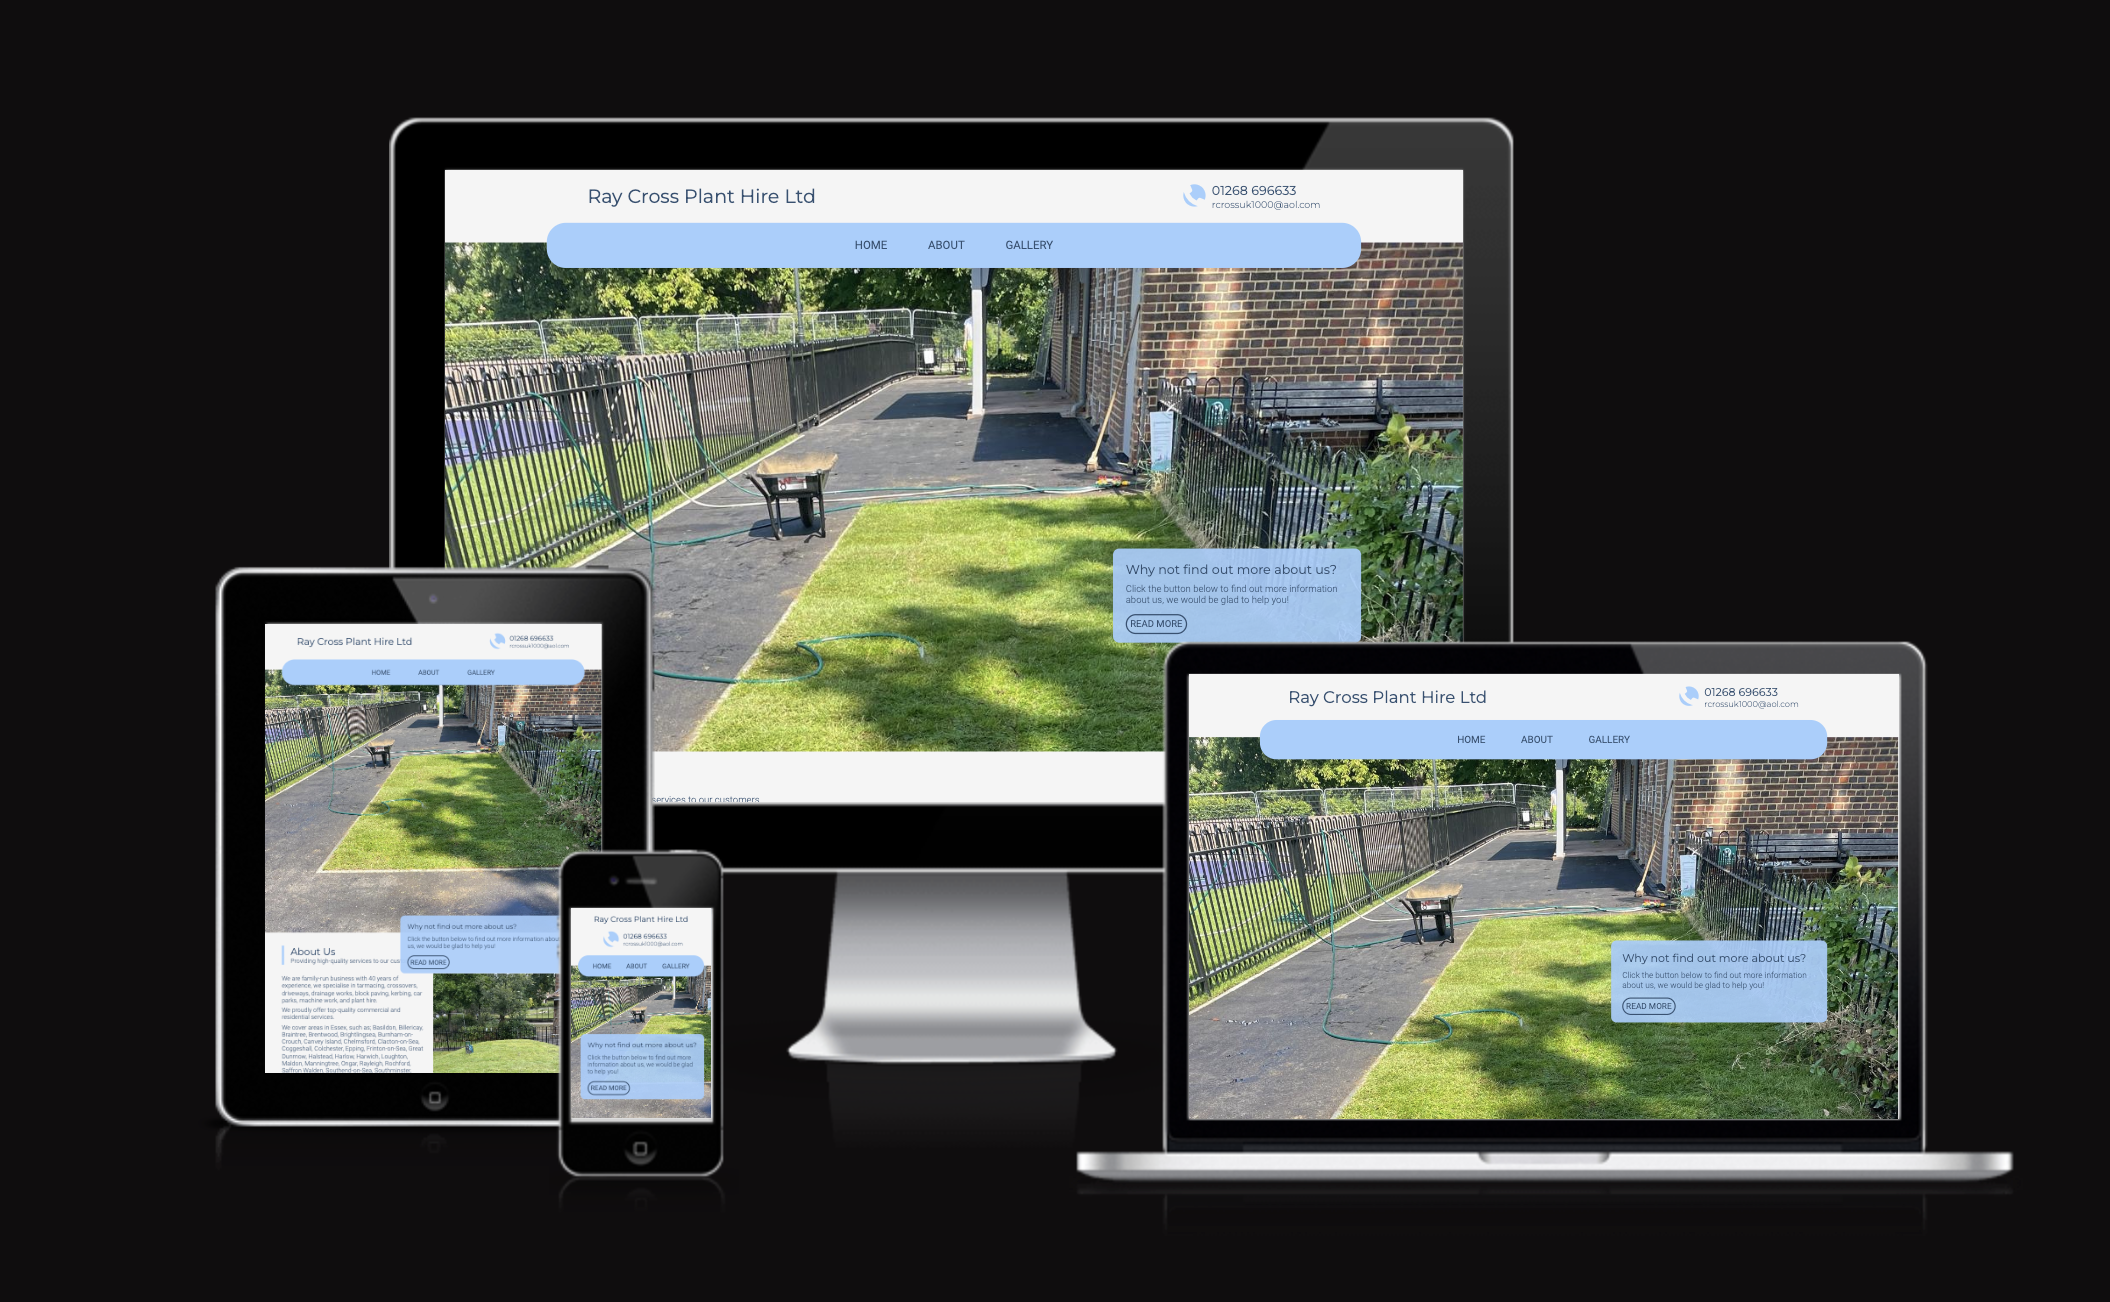 Ray Cross Plant Hire Ltd
01268 696633
rcrossuk1000@aol.com
HOME ABOUT GALLERY
Why not find out more about us?
Click the button below to find out more information
about us, we would be glad to help you!
READ MORE
services to our customers
Ray Cross Plant Hire Ltd
01268 696633
rcrossuk1000@aol.com
HOME ABOUT GALLERY
Why not find out more about us?
Click the button below to find out more information abou
us, we would be glad to help you!
READ MORE
About Us
Providing high-quality services to our cus
We are family-run business with 40 years of
experience, we specialise in tarmacing, crossovers,
driveways, drainage works, block paving, kerbing, car
parks, machine work, and plant hire.
We proudly offer top-quality commercial and
residential services.
We cover areas in Essex, such as; Basildon, Billericay,
Braintree, Brentwood, Brightlingsea, Burnham-on-
Crouch, Canvey Island, Chelmsford, Clacton-on-Sea,
Coggeshall, Colchester, Epping, Frinton-on-Sea, Great
Dunmow, Halstead, Harlow, Harwich, Loughton,
Maldon, Manningtree, Ongar, Rayleigh, Rochford,
Saffron Walden, Southend-on-Sea, Southminster,
Ray Cross Plant Hire Ltd
01268 696633
rcrossuk1000@aol.com
HOME ABOUT GALLERY
Why not find out more about us?
Click the button below to find out more
information about us, we would be glad
to help you!
READ MORE
Ray Cross Plant Hire Ltd
01268 696633
rcrossuk1000@aol.com
HOME ABOUT GALLERY
Why not find out more about us?
Click the button below to find out more information
about us, we would be glad to help you!
READ MORE